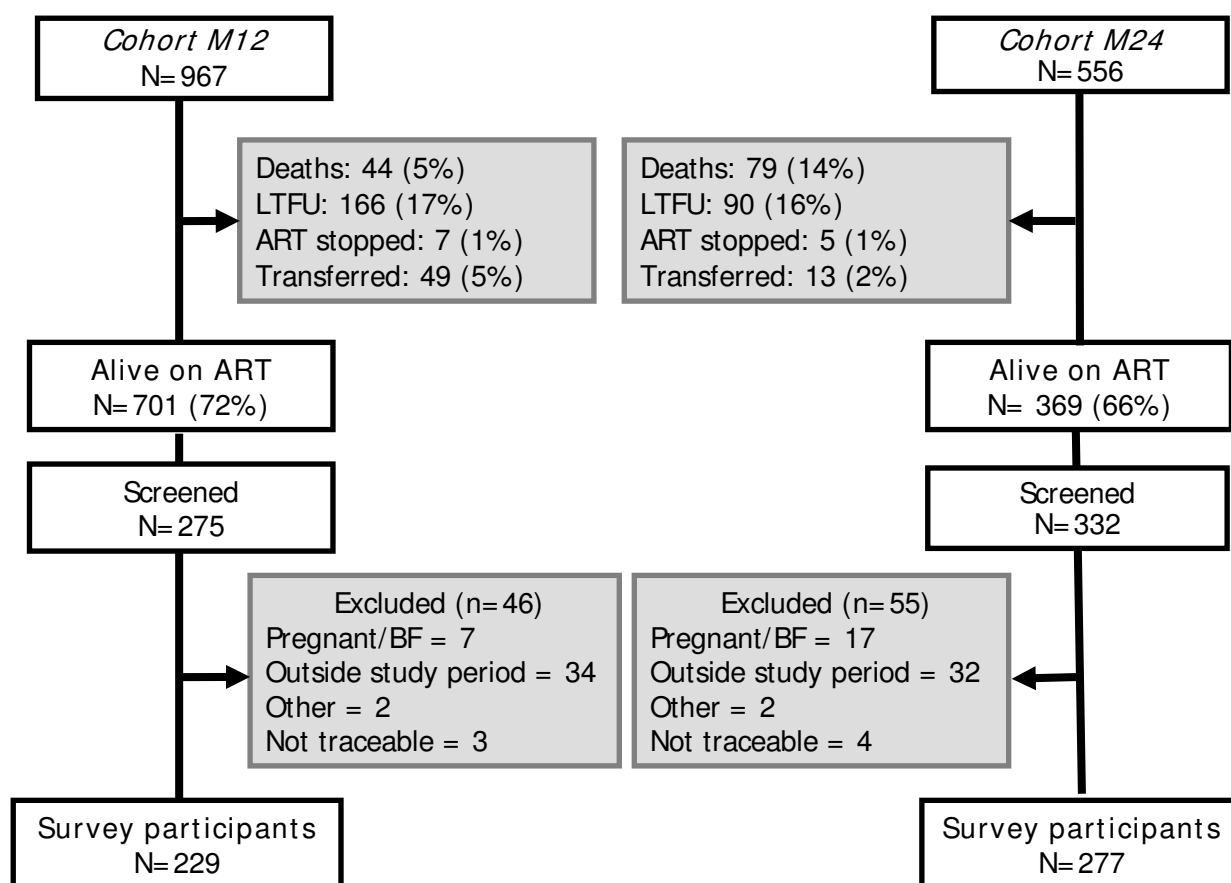 Cohort M12
N=967
Cohort M24
N=556
Deaths: 44 (5%)
LTFU: 166 (17%)
ART stopped: 7 (1%)
Transferred: 49 (5%)
Deaths: 79 (14%)
LTFU: 90 (16%)
ART stopped: 5 (1%)
Transferred: 13 (2%)
Alive on ART
N=701 (72%)
Alive on ART
N= 369 (66%)
Screened
N=275
Screened
N=332
Excluded (n=46)
Pregnant/BF = 7
Outside study period = 34
Other = 2
Not traceable = 3
Excluded (n=55)
Pregnant/BF = 17
Outside study period = 32
Other = 2
Not traceable = 4
Survey participants
N=229
Survey participants
N=277